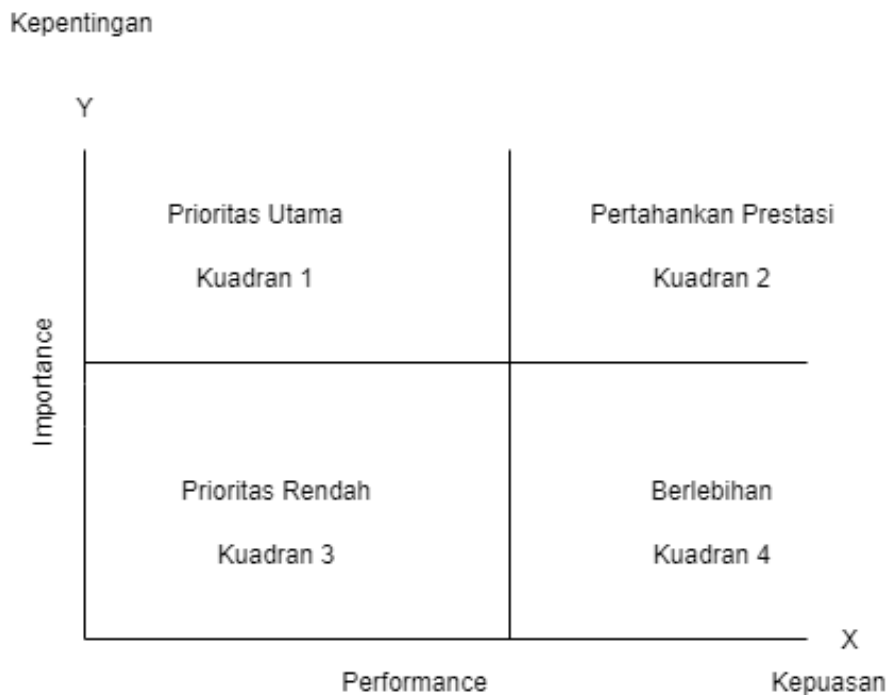 Kepentingan
Y
Prioritas Utama
Pertahankan Prestasi
Kuadran 1
Kuadran 2
Importance
Prioritas Rendah
Berlebihan
Kuadran 3
Kuadran 4
X
Performance
Kepuasan